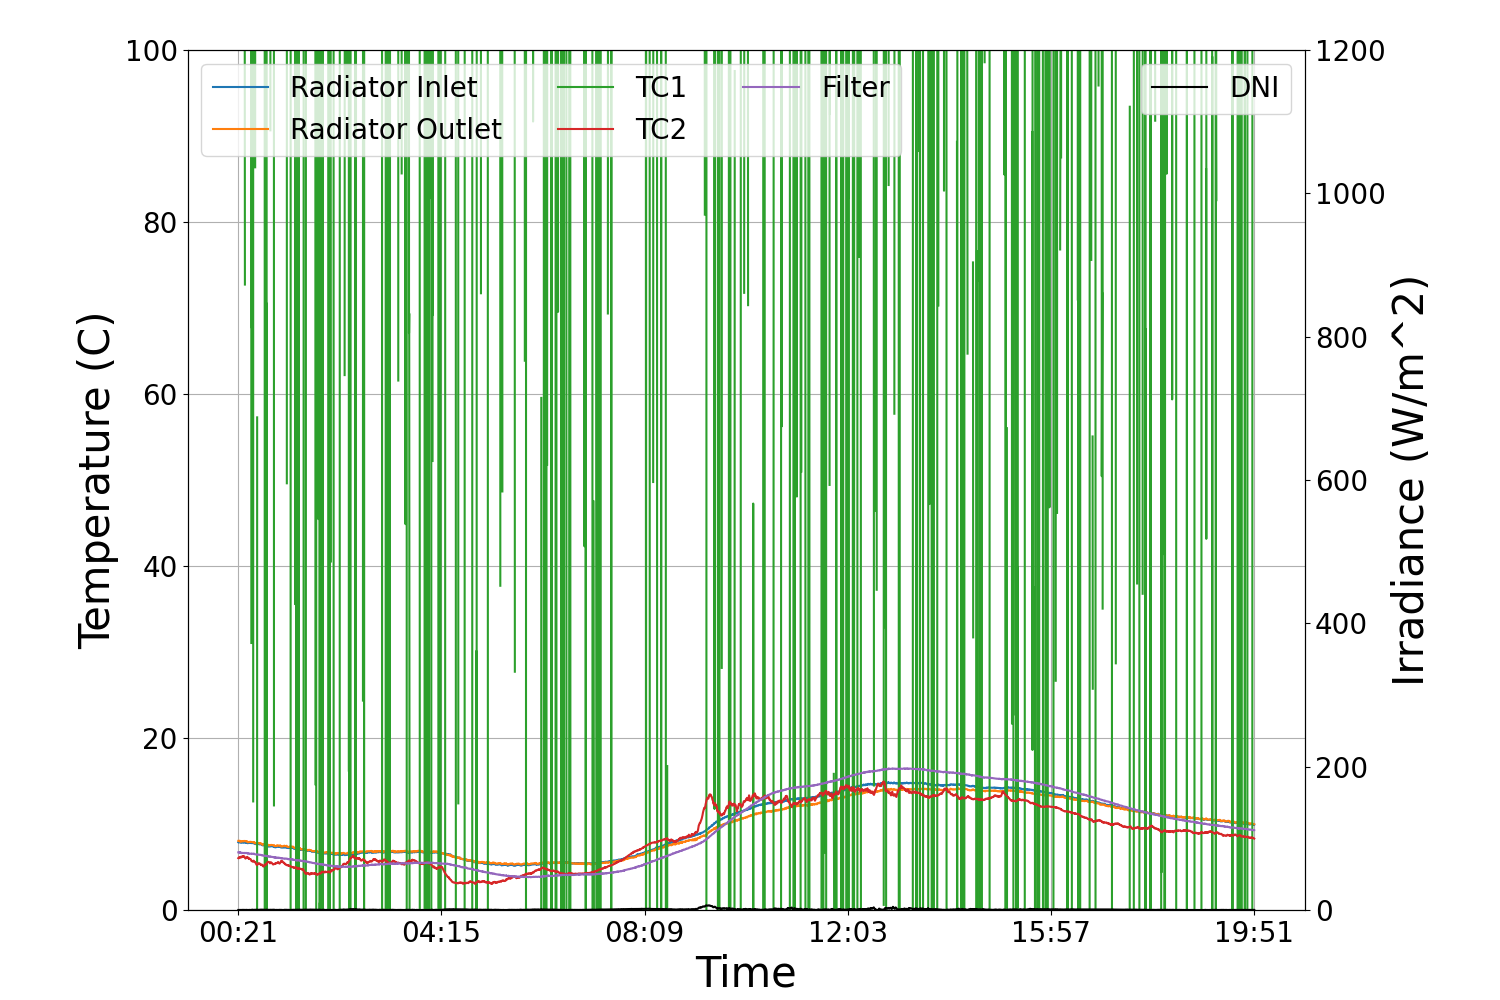 Radiator Inlet
Radiator Outlet
TC1
TC2
Filter
DNI
100
80
60
40
20
0
1200
1000
800
600
400
200
0
Temperature (C)
Irradiance (W/m^2)
00:21
04:15
08:09
12:03
15:57
19:51
Time